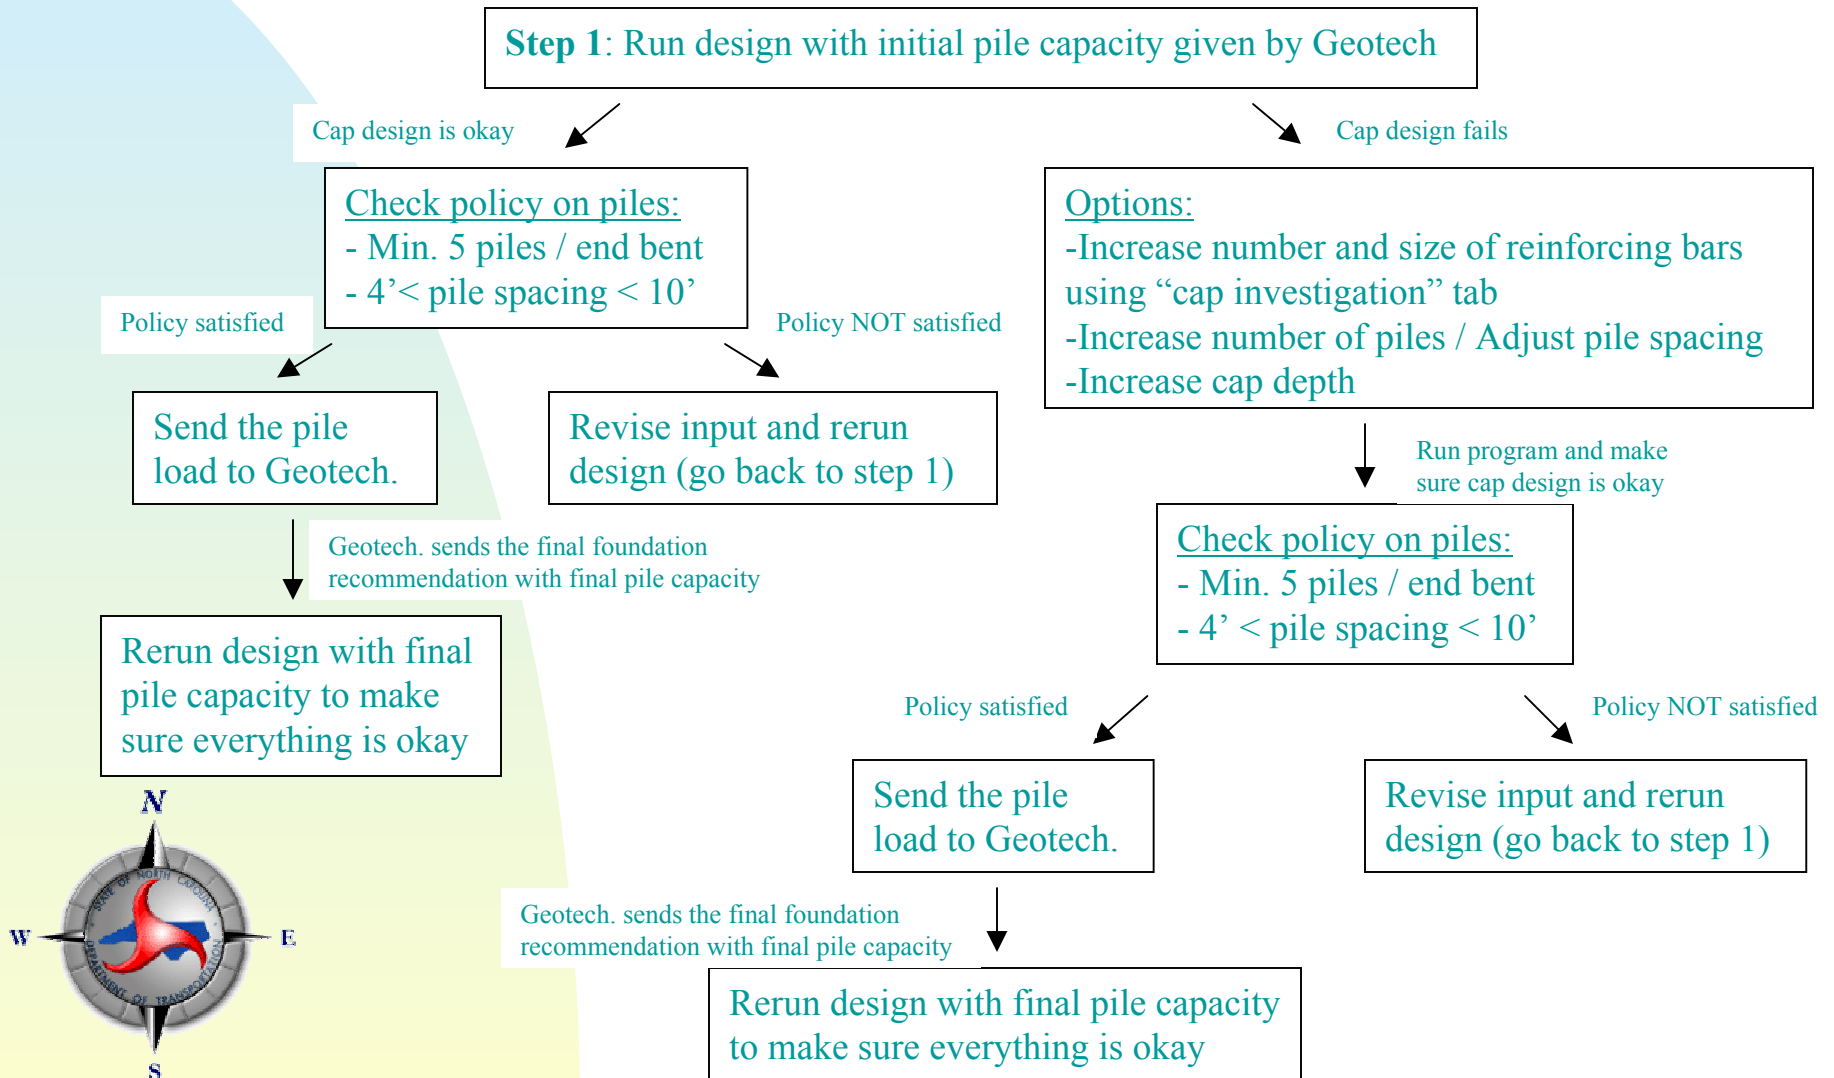 Step 1: Run design with initial pile capacity given by Geotech
Cap design is okay
Cap design fails
Check policy on piles:
- Min. 5 piles / end bent
- 4’< pile spacing < 10’
Options:
-Increase number and size of reinforcing bars
using “cap investigation” tab
-Increase number of piles / Adjust pile spacing
-Increase cap depth
Policy satisfied
Policy NOT satisfied
Send the pile
load to Geotech.
Revise input and rerun
design (go back to step 1)
Run program and make
sure cap design is okay
Geotech. sends the final foundation
recommendation with final pile capacity
Check policy on piles:
- Min. 5 piles / end bent
- 4’ < pile spacing < 10’
Rerun design with final
pile capacity to make
sure everything is okay
Policy satisfied
Policy NOT satisfied
Send the pile
load to Geotech.
Revise input and rerun
design (go back to step 1)
Geotech. sends the final foundation
recommendation with final pile capacity
Rerun design with final pile capacity
to make sure everything is okay
N
STATE OF NORTH CAROLINA
W
E
DEPARTMENT OF TRANSPORTATION
S